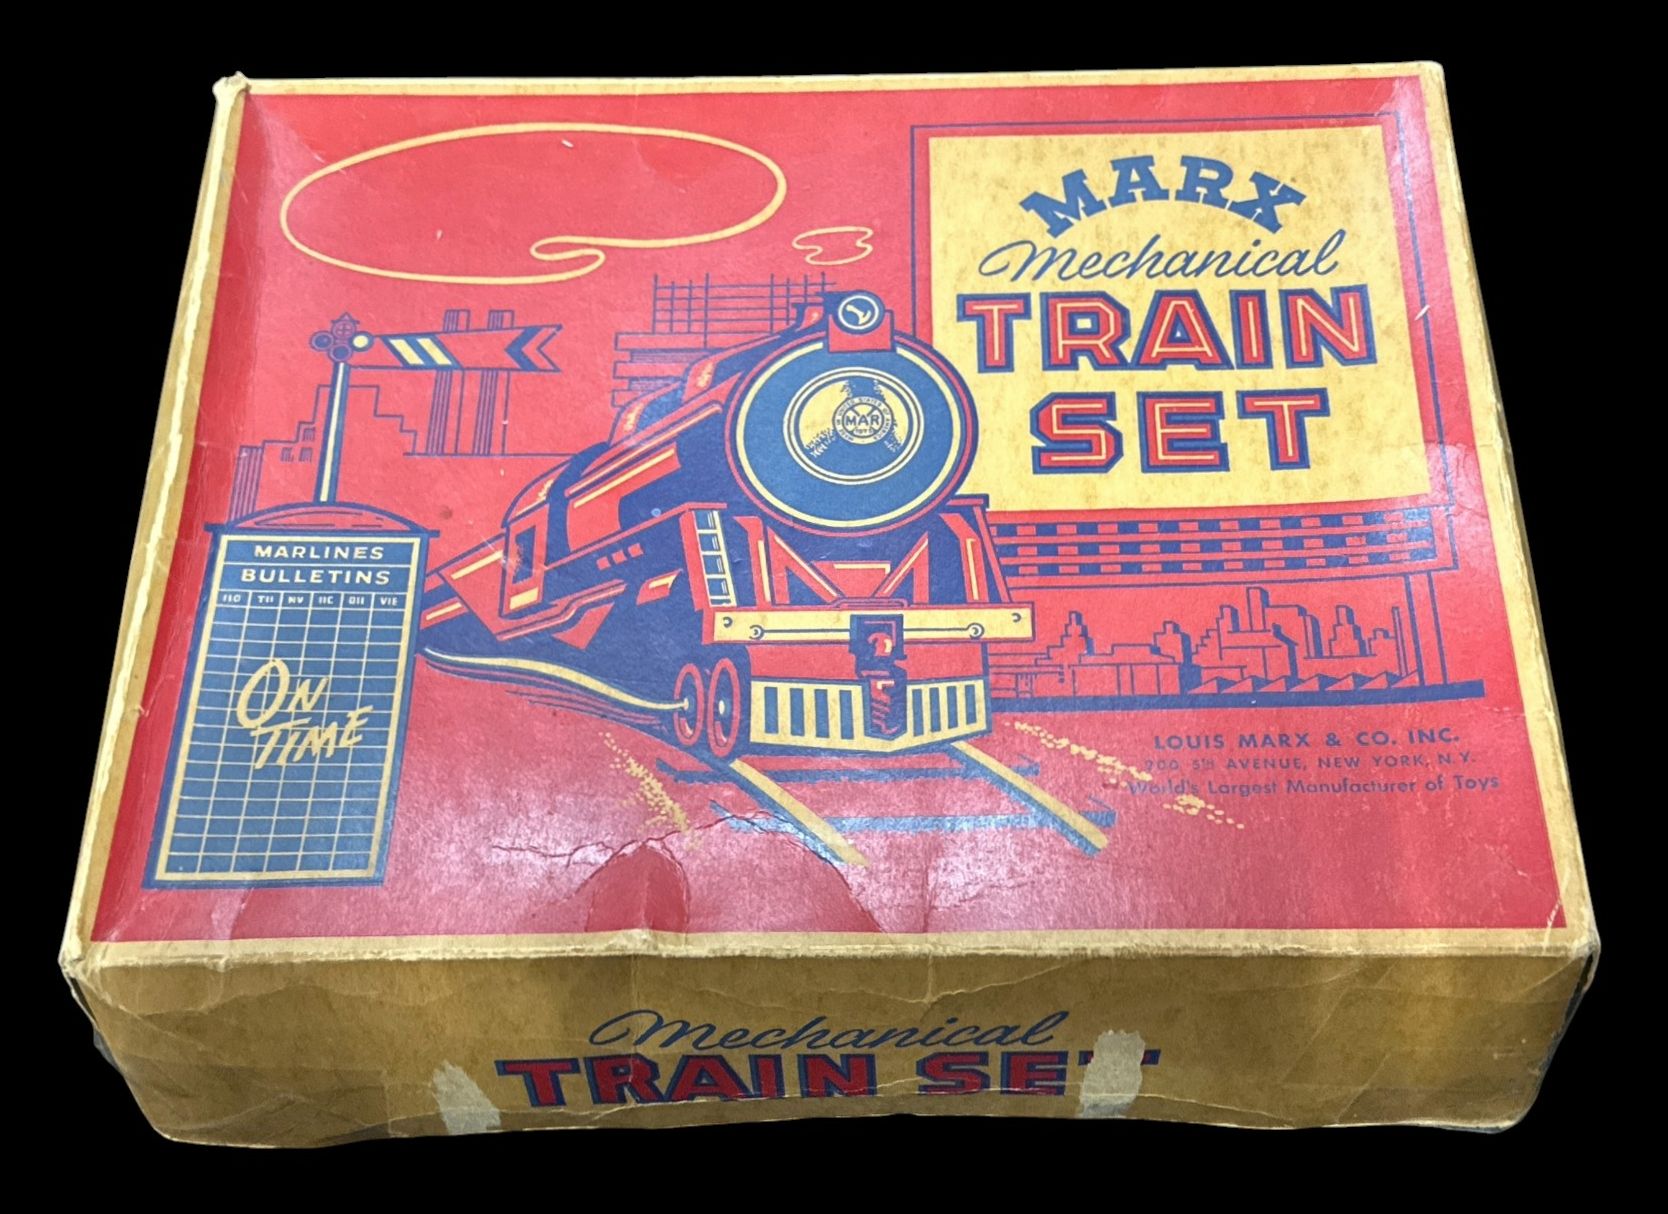 MARX
Mechanical
TRAIN
SET
MARLINES
BULLETINS
ON
TIME
MAR
LOUIS MARX & CO. INC.
200 5th AVENUE, NEW YORK, N.Y.
World's Largest Manufacturer of Toys
Mechanical
TRAIN SET